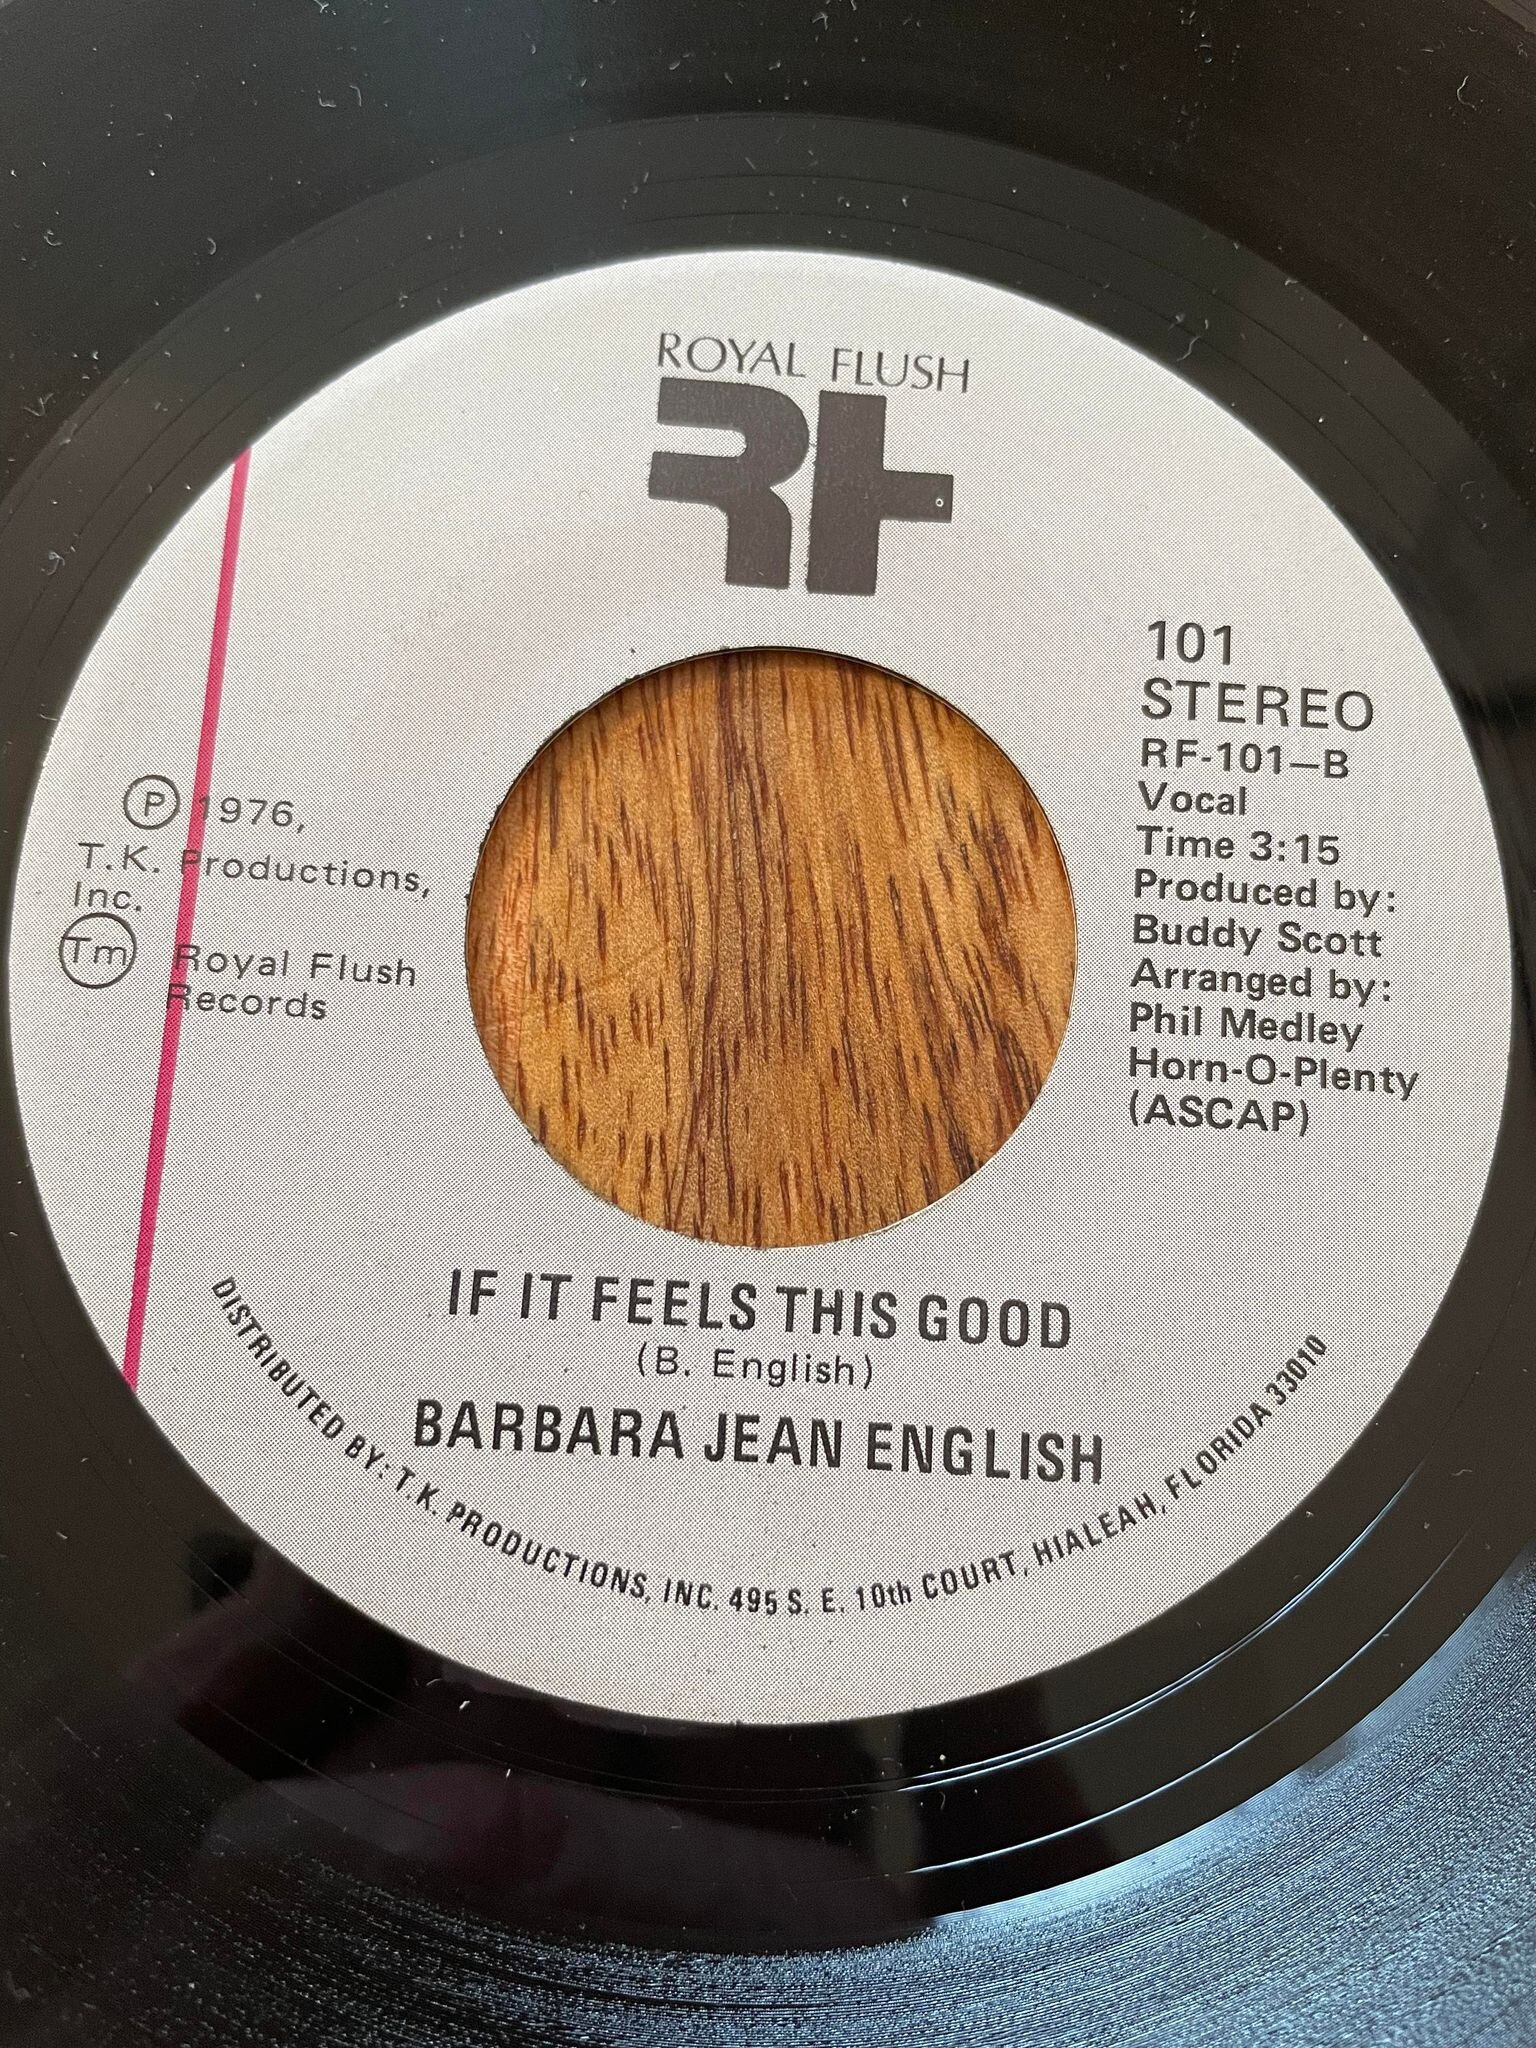 ROYAL FLUSH
RF
101
STEREO
RF-101—B
Vocal
Time 3:15
Produced by:
Buddy Scott
Arranged by:
Phil Medley
Horn-O-Plenty
(ASCAP)
Ⓟ 1976,
T.K. Productions,
Inc.
Tm Royal Flush
Records
IF IT FEELS THIS GOOD
(B. English)
BARBARA JEAN ENGLISH
DISTRIBUTED BY: T.K. PRODUCTIONS, INC. 495 S. E. 10th COURT, HIALEAH, FLORIDA 33010